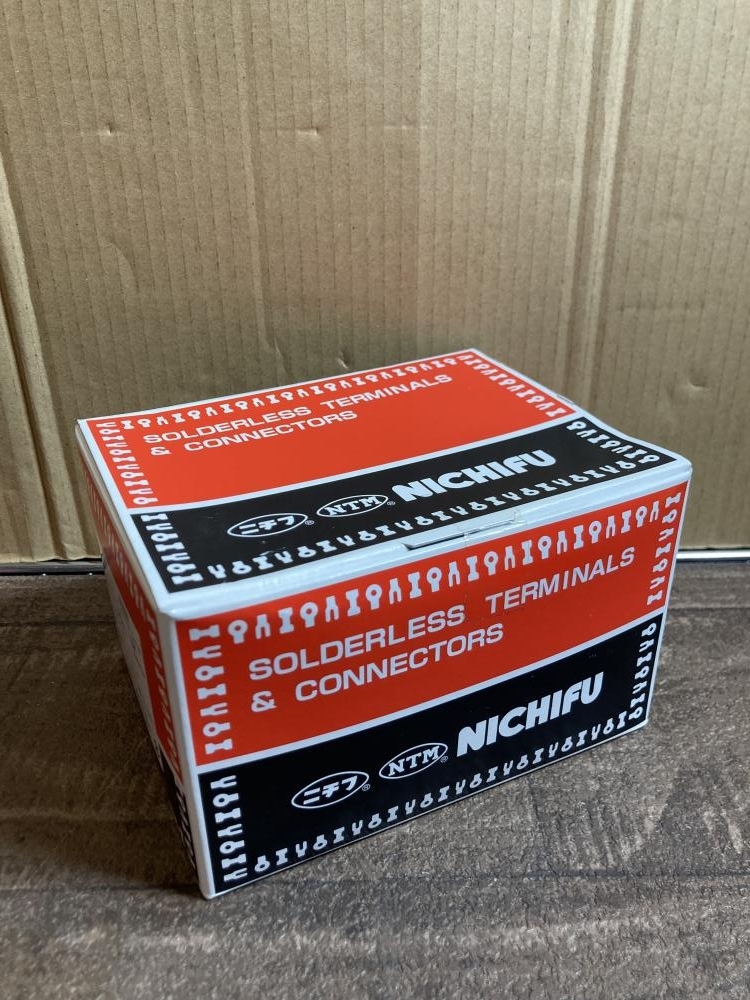 SOLDERLESS TERMINALS
& CONNECTORS
ニチフ® NTM® NICHIFU
SOLDERLESS TERMINALS
& CONNECTORS
ニチフ® NTM® NICHIFU